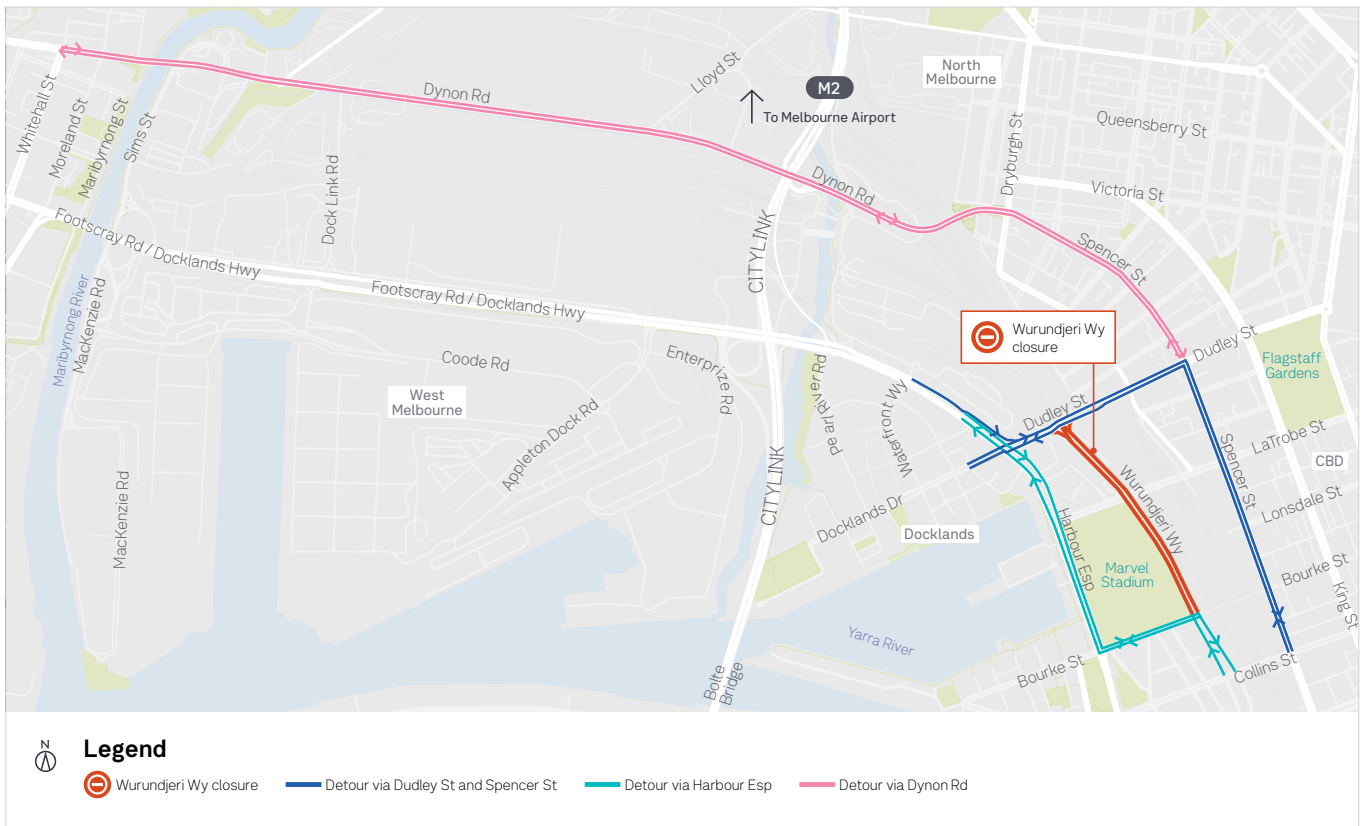 Whitehall St
Moreland St
Maribyrnong St
Sims St
Dynon Rd
Lloyd St
M2
To Melbourne Airport
North
Melbourne
Queensberry St
Dryburgh St
Victoria St
Dock Link Rd
Dynon Rd
Footscray Rd / Docklands Hwy
CITYLINK
Spencer St
Maribyrnong River
MacKenzie Rd
Footscray Rd / Docklands Hwy
Wurundjeri Wy
closure
Dudley St
Flagstaff
Gardens
Coode Rd
Enterprize Rd
Pearl River Rd
West
Melbourne
Waterfront Wy
Dudley St
Appleton Dock Rd
LaTrobe St
CBD
Spencer St
MacKenzie Rd
CITYLINK
Wurundjeri Wy
Lonsdale St
Docklands Dr
Docklands
Harbour Esp
Marvel
Stadium
Bourke St
King St
Yarra River
Bourke St
Collins St
Bolte
Bridge
N
Legend
Wurundjeri Wy closure
Detour via Dudley St and Spencer St
Detour via Harbour Esp
Detour via Dynon Rd